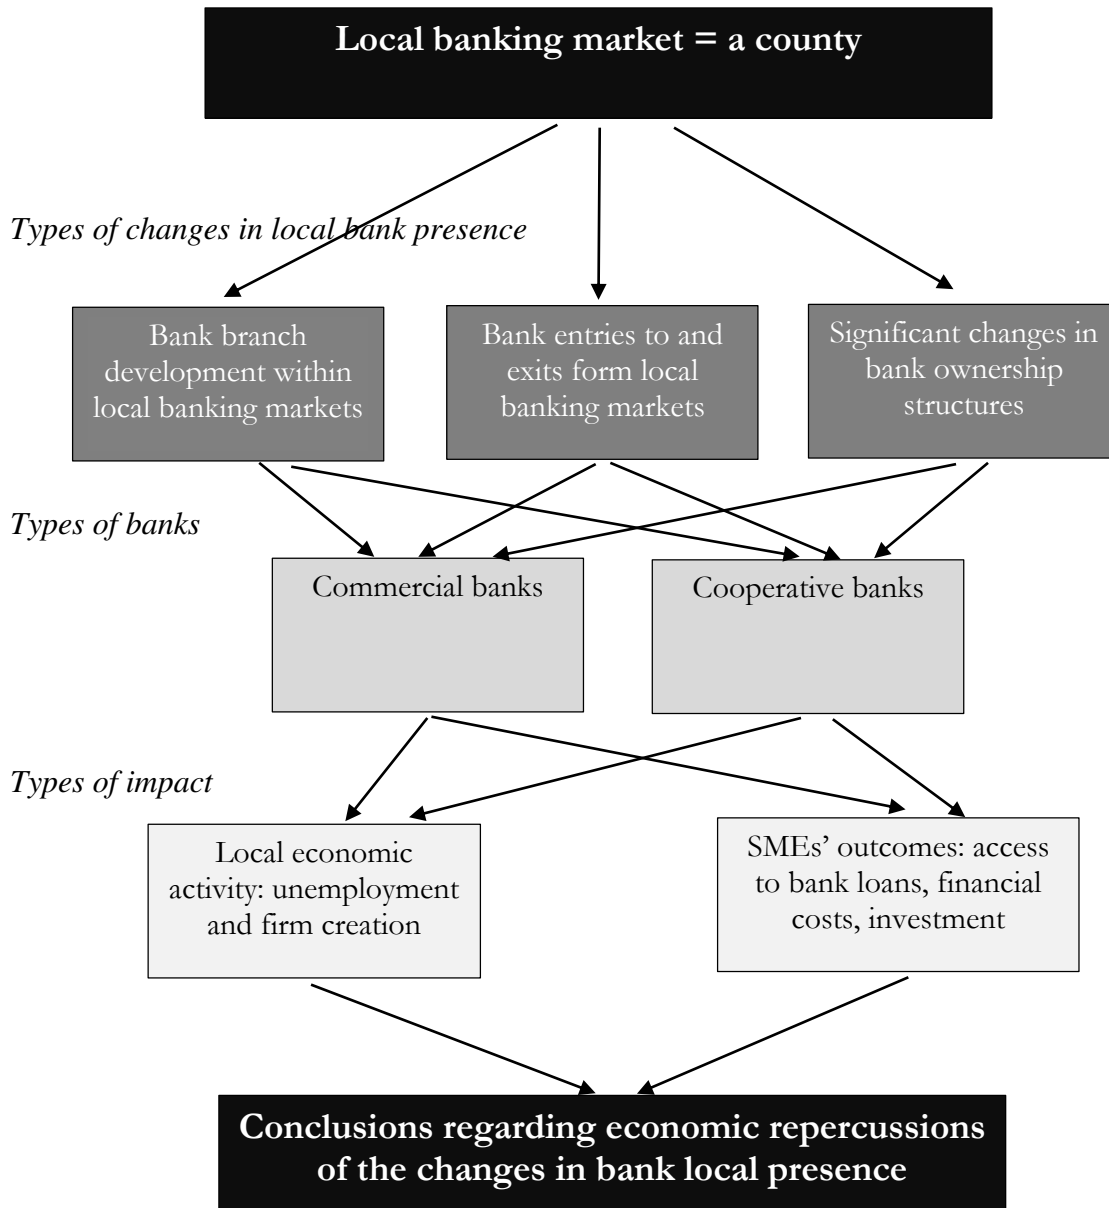 Local banking market = a county
Types of changes in local bank presence
Bank branch
development within
local banking markets
Bank entries to and
exits form local
banking markets
Significant changes in
bank ownership
structures
Types of banks
Commercial banks
Cooperative banks
Types of impact
Local economic
activity: unemployment
and firm creation
SMEs’ outcomes: access
to bank loans, financial
costs, investment
Conclusions regarding economic repercussions
of the changes in bank local presence